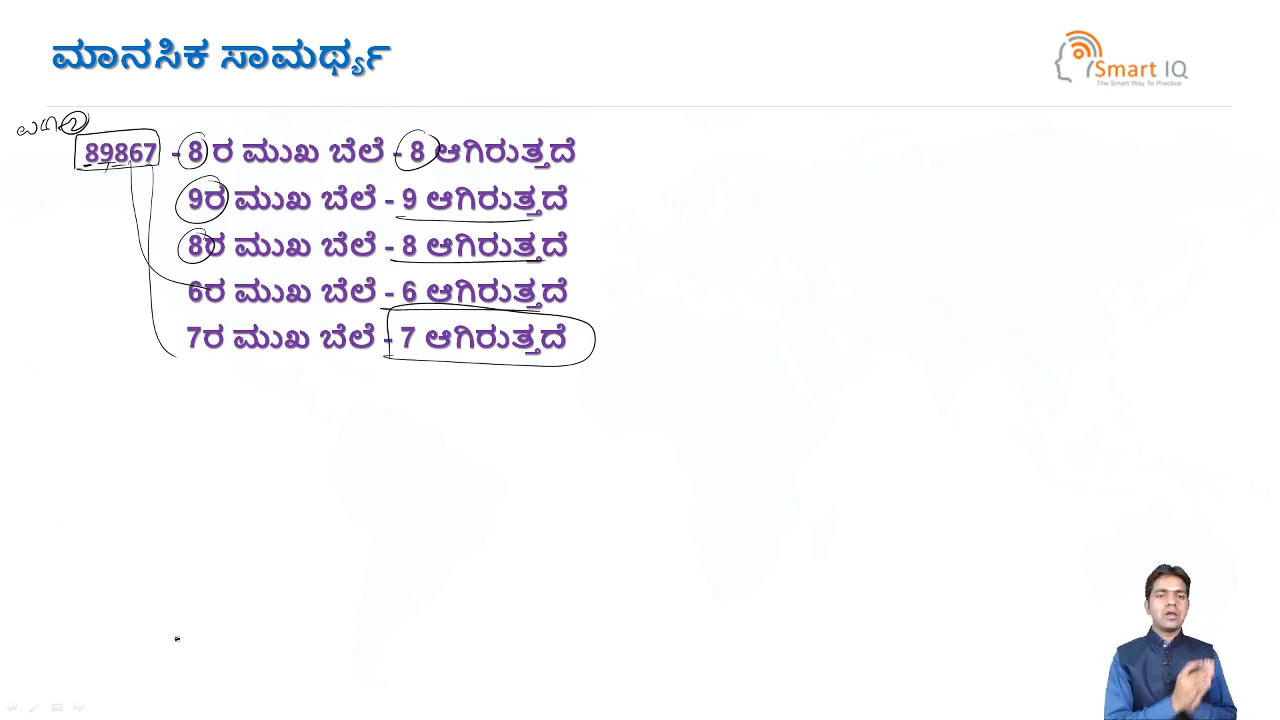 ಮಾನಸಿಕ ಸಾಮರ್ಥ್ಯ
Smart IQ
The Smart Way To Practice
89867 - 8 ರ ಮುಖ ಬೆಲೆ - 8 ಆಗಿರುತ್ತದೆ
9ರ ಮುಖ ಬೆಲೆ - 9 ಆಗಿರುತ್ತದೆ
8ರ ಮುಖ ಬೆಲೆ - 8 ಆಗಿರುತ್ತದೆ
6ರ ಮುಖ ಬೆಲೆ - 6 ಆಗಿರುತ್ತದೆ
7ರ ಮುಖ ಬೆಲೆ - 7 ಆಗಿರುತ್ತದೆ